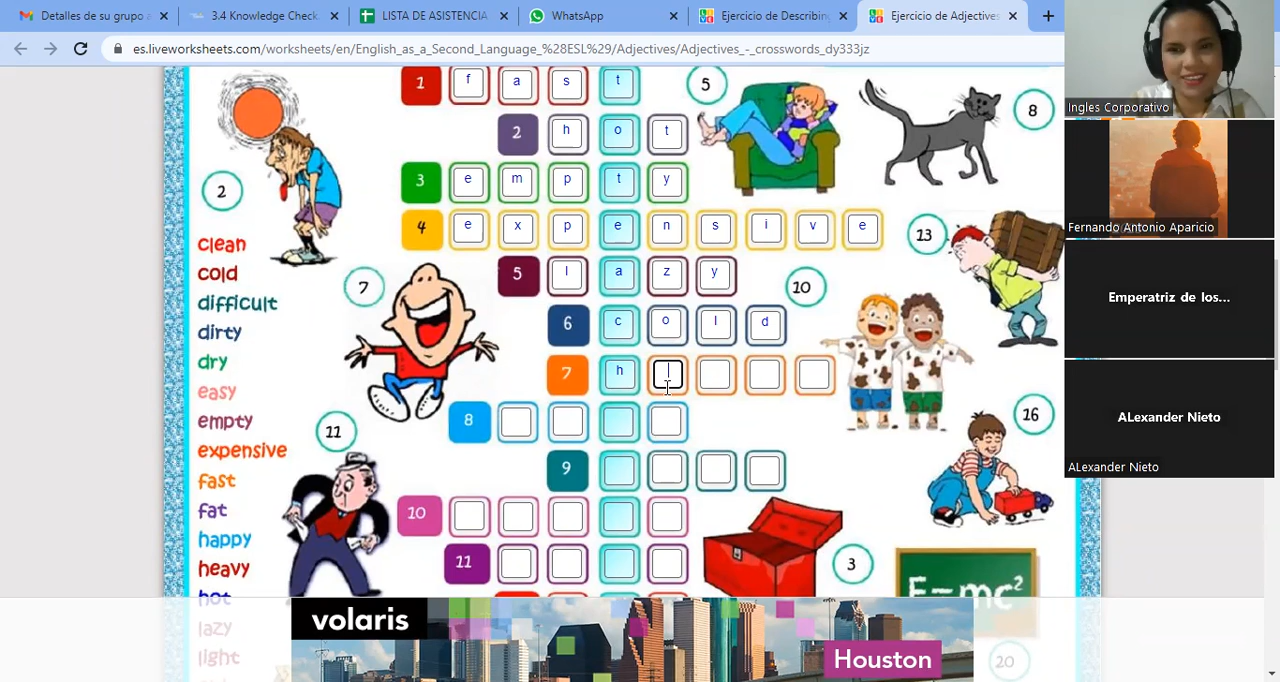 Detalles de su grupo a
3.4 Knowledge Check.
LISTA DE ASISTENCIA
WhatsApp
Ejercicio de Describing
Ejercicio de Adjectives
es.liveworksheets.com/worksheets/en/English_as_a_Second_Language_%28ESL%29/Adjectives/Adjectives_-_crosswords_dy333jz
Ingles Corporativo
Fernando Antonio Aparicio
Emperatriz de los...
ALexander Nieto
ALexander Nieto
1 f a s t
5
8
2 h o t
2
3 e m p t y
4 e x p e n s i v e
13
5 l a z y
7
10
6 c o l d
7 h
8
11
16
9
10
11
3
E=mc²
20
clean
cold
difficult
dirty
dry
easy
empty
expensive
fast
fat
happy
heavy
hot
lazy
light
volaris
Houston